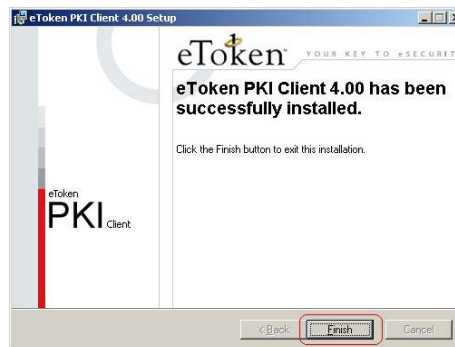 eToken PKI Client 4.00 Setup
eToken
YOUR KEY TO eSECURIT
eToken PKI Client 4.00 has been
successfully installed.
Click the Finish button to exit this installation.
eToken
PKI Client
< Back
Finish
Cancel